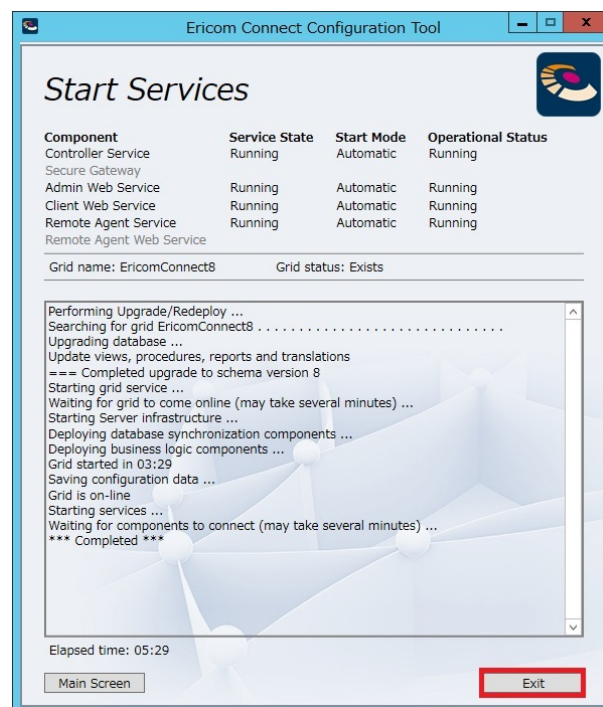 Ericom Connect Configuration Tool
Start Services
Component Service State Start Mode Operational Status
Controller Service Running Automatic Running
Secure Gateway
Admin Web Service Running Automatic Running
Client Web Service Running Automatic Running
Remote Agent Service Running Automatic Running
Remote Agent Web Service
Grid name: EricomConnect8 Grid status: Exists
Performing Upgrade/Redeploy ...
Searching for grid EricomConnect8 . . . . . . . . . . . . . . . . . . . . . . . . . . . . . . .
Upgrading database ...
Update views, procedures, reports and translations
=== Completed upgrade to schema version 8
Starting grid service ...
Waiting for grid to come online (may take several minutes) ...
Starting Server infrastructure ...
Deploying database synchronization components ...
Deploying business logic components ...
Grid started in 03:29
Saving configuration data ...
Grid is on-line
Starting services ...
Waiting for components to connect (may take several minutes) ...
*** Completed ***
Elapsed time: 05:29
Main Screen Exit